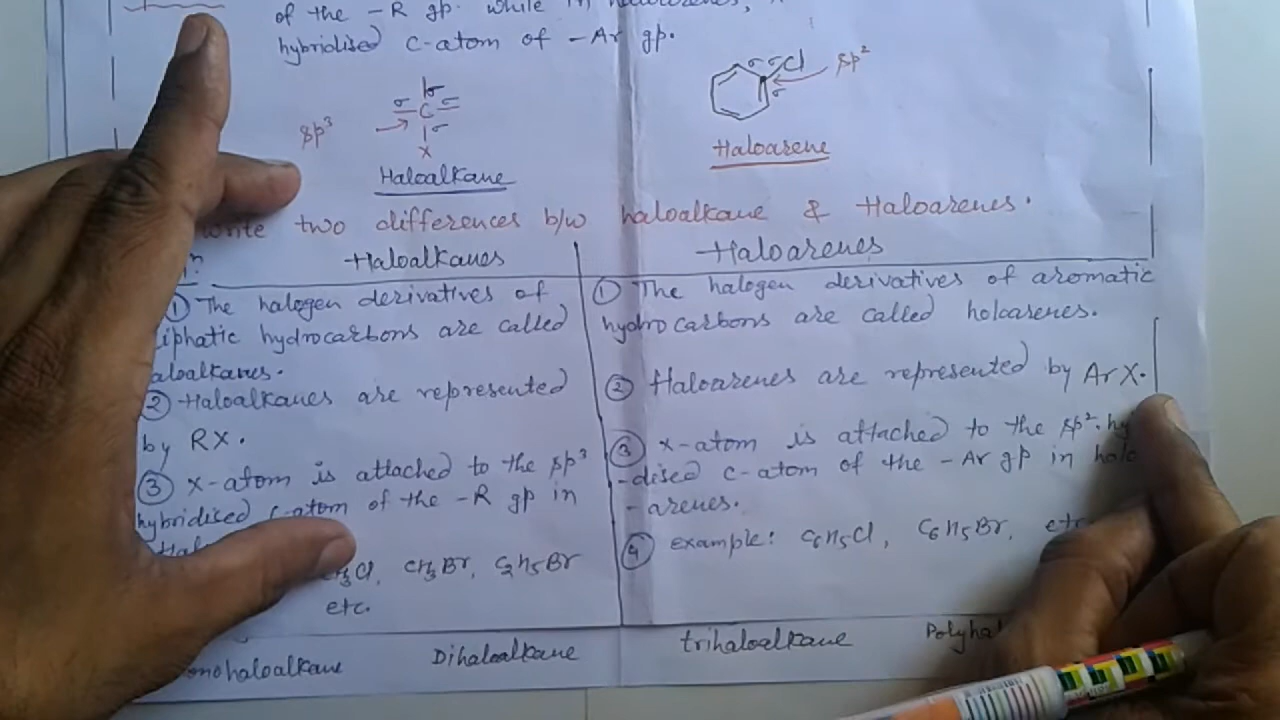 of the -R gp. while in
hybridised C-atom of -Ar gp.
σ
σ C σ
σ
X
sp³
Haloalkane
σ σ Cl
σ
sp²
Haloarene
two differences b/w haloalkane & Haloarenes.
Haloalkanes
① The halogen derivatives of
hydrocarbons are called
② Haloalkanes are represented
by RX.
③ X-atom is attached to the sp³
hybridised C-atom of the -R gp in
CH₃Br, C₂H₅Br
etc.
Haloarenes
① The halogen derivatives of aromatic
hydrocarbons are called holoarenes.
② Haloarenes are represented by ArX.
③ X-atom is attached to the sp²-hy
-dised C-atom of the -Ar gp in halo
-arenes.
④ example: C₆H₅Cl, C₆H₅Br,
Dihaloalkane trihaloalkane